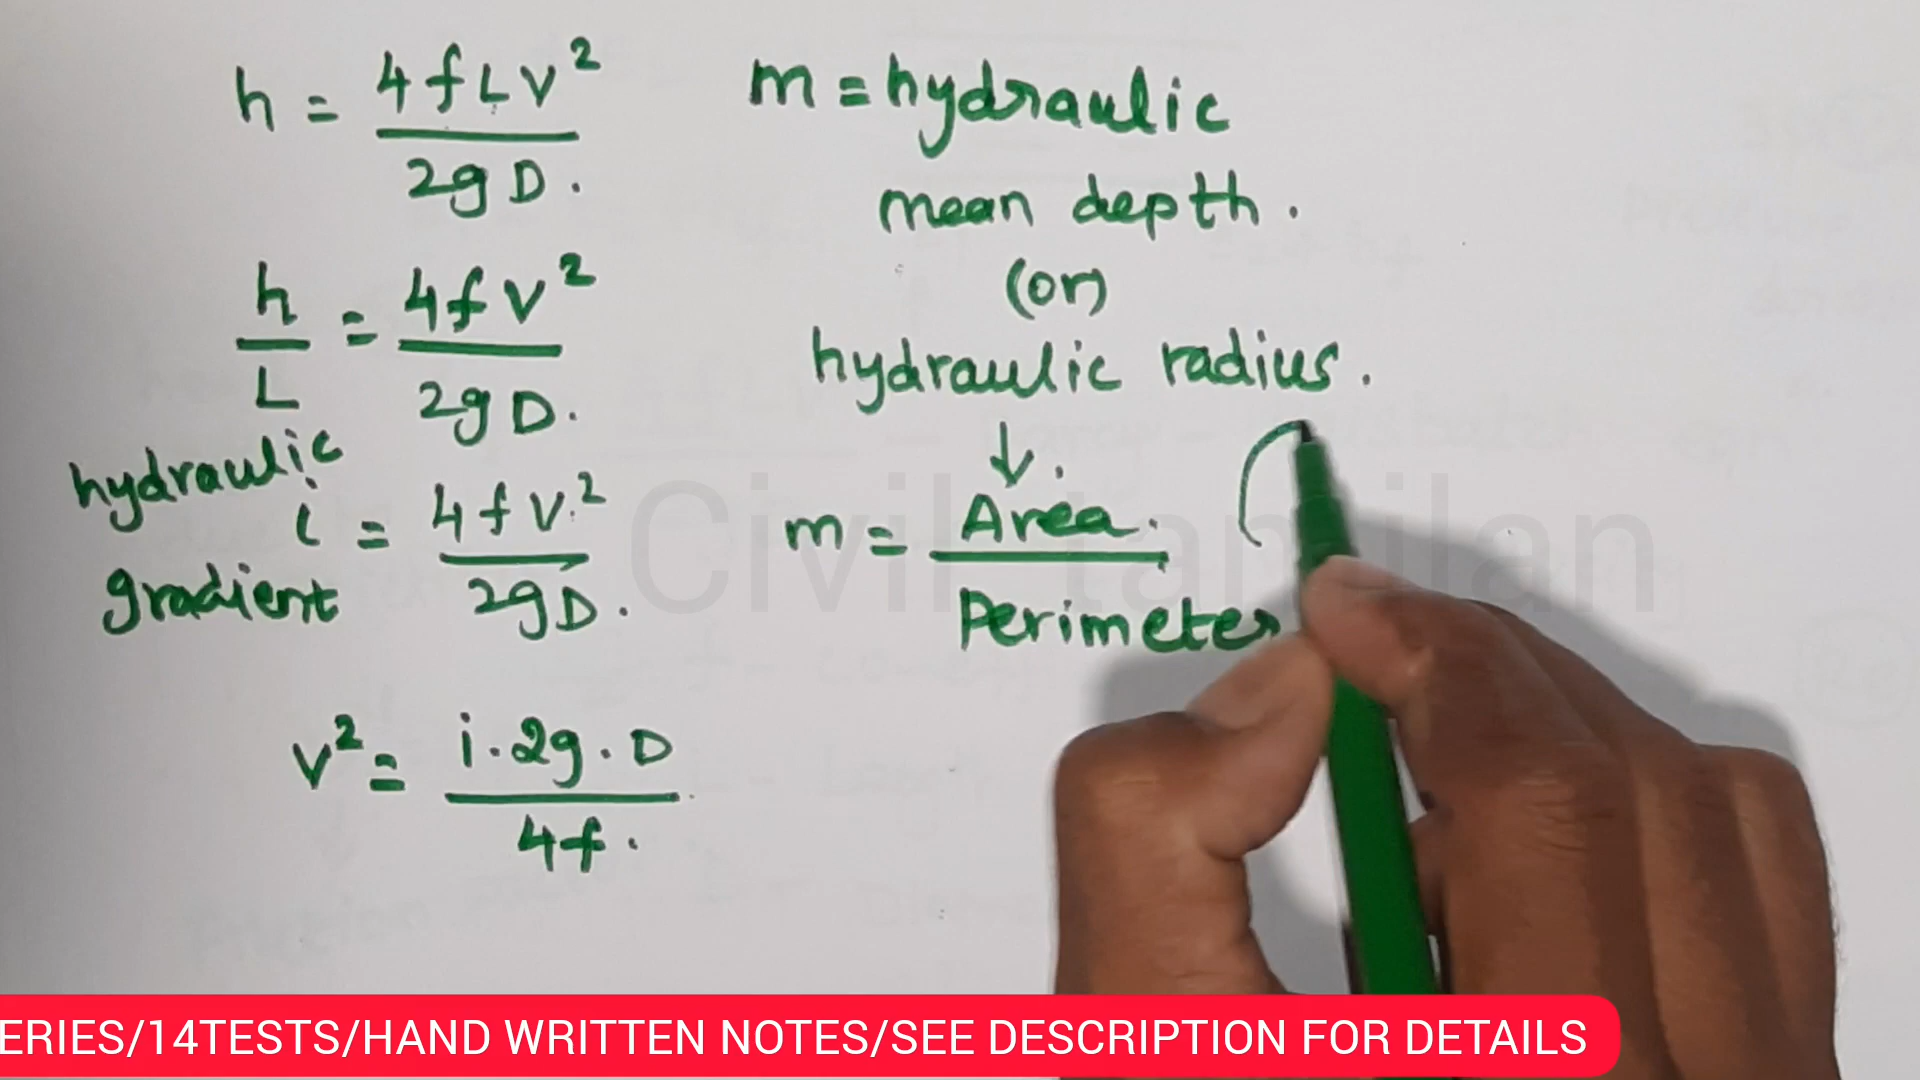 h = 4fLV² / 2gD.
h / L = 4fV² / 2gD.
hydraulic
i = 4fV² / 2gD.
gradient
V² = i.2g.D / 4f.
m = hydraulic
mean depth.
(or)
hydraulic radius.
↓.
m = Area. / Perimeter
Civil tamilan
ERIES/14TESTS/HAND WRITTEN NOTES/SEE DESCRIPTION FOR DETAILS